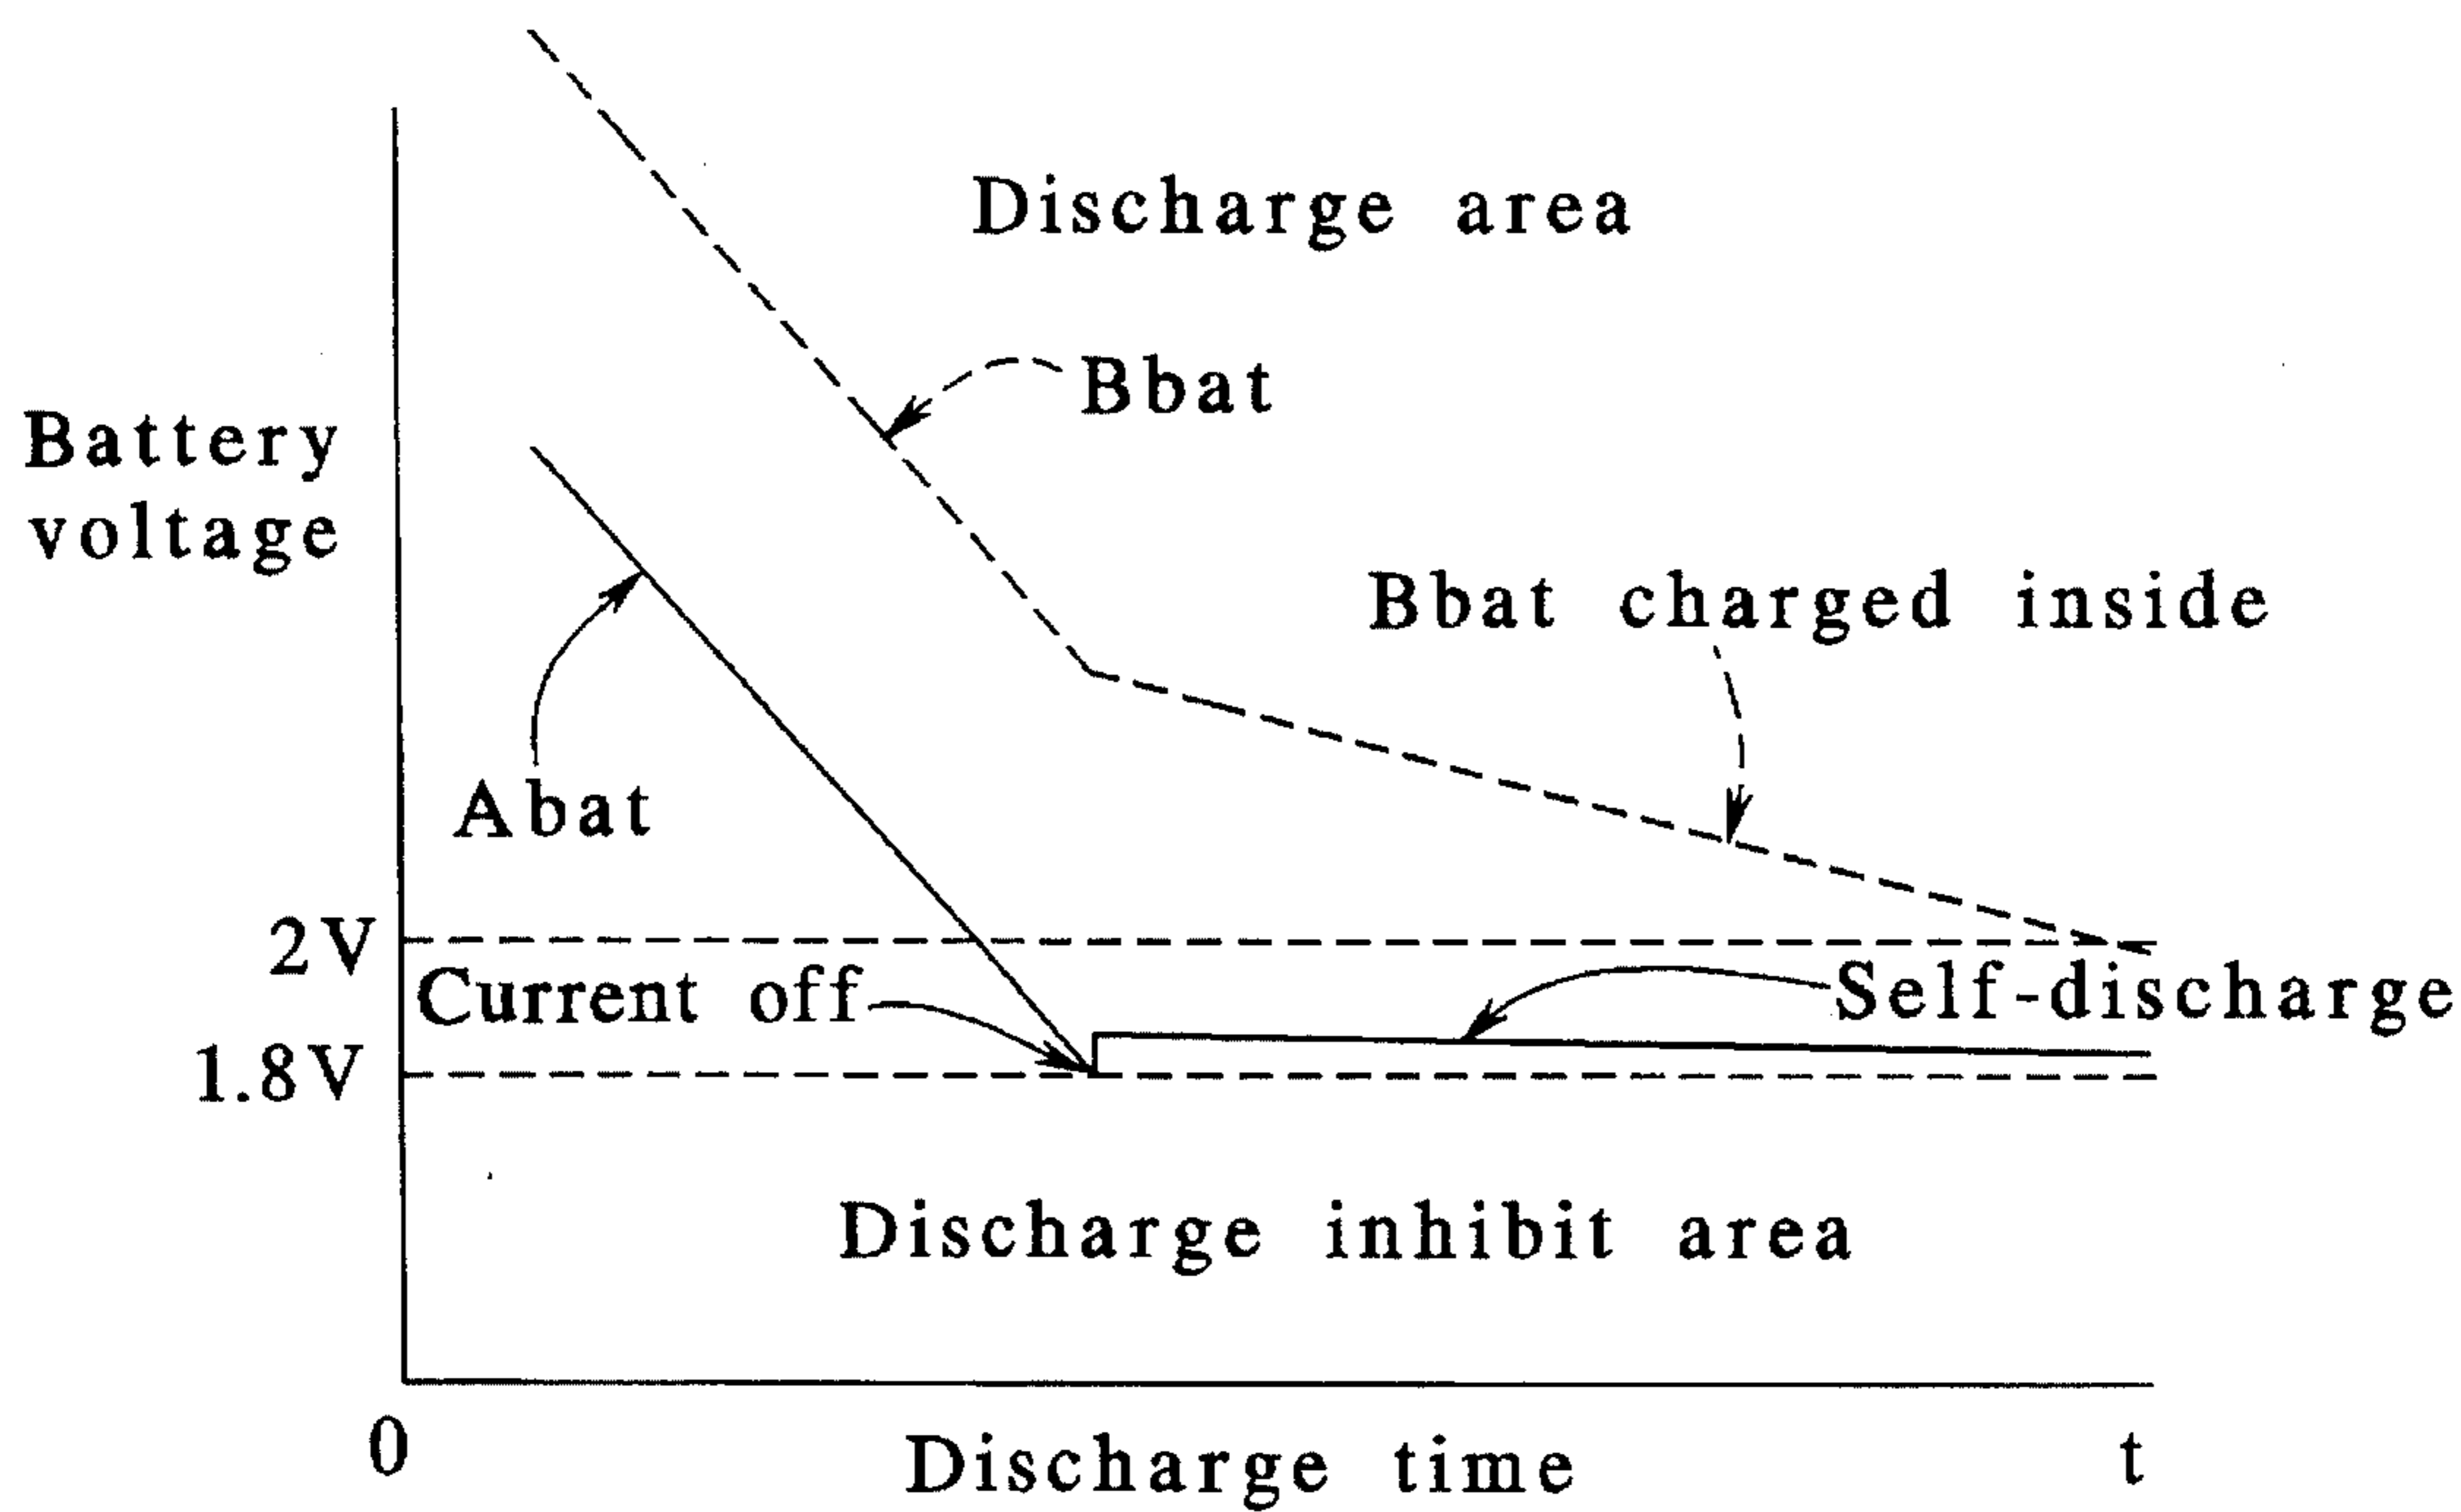 Discharge area
Bbat
Battery
voltage
Bbat charged inside
Abat
2V
Current off
Self-discharge
1.8V
Discharge inhibit area
0
Discharge time
t